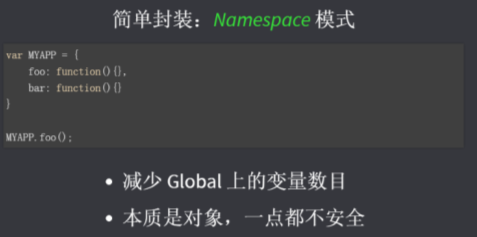 简单封装：Namespace 模式
var MYAPP = {
    foo: function(){},
    bar: function(){}
}
MYAPP.foo();
• 减少 Global 上的变量数目
• 本质是对象，一点都不安全